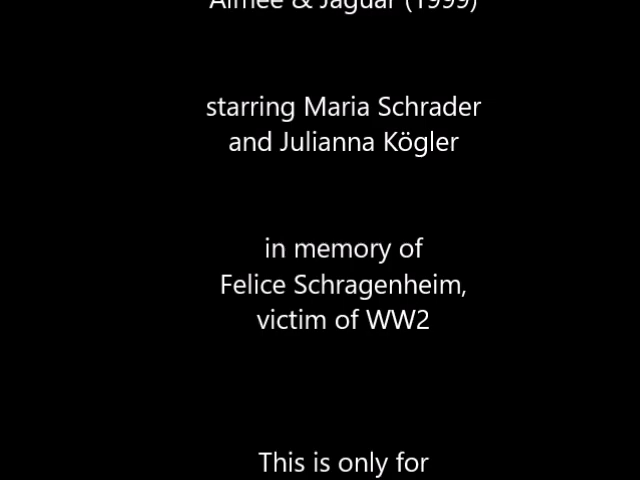 Aimée & Jaguar (1999)
starring Maria Schrader
and Julianna Kögler
in memory of
Felice Schragenheim,
victim of WW2
This is only for